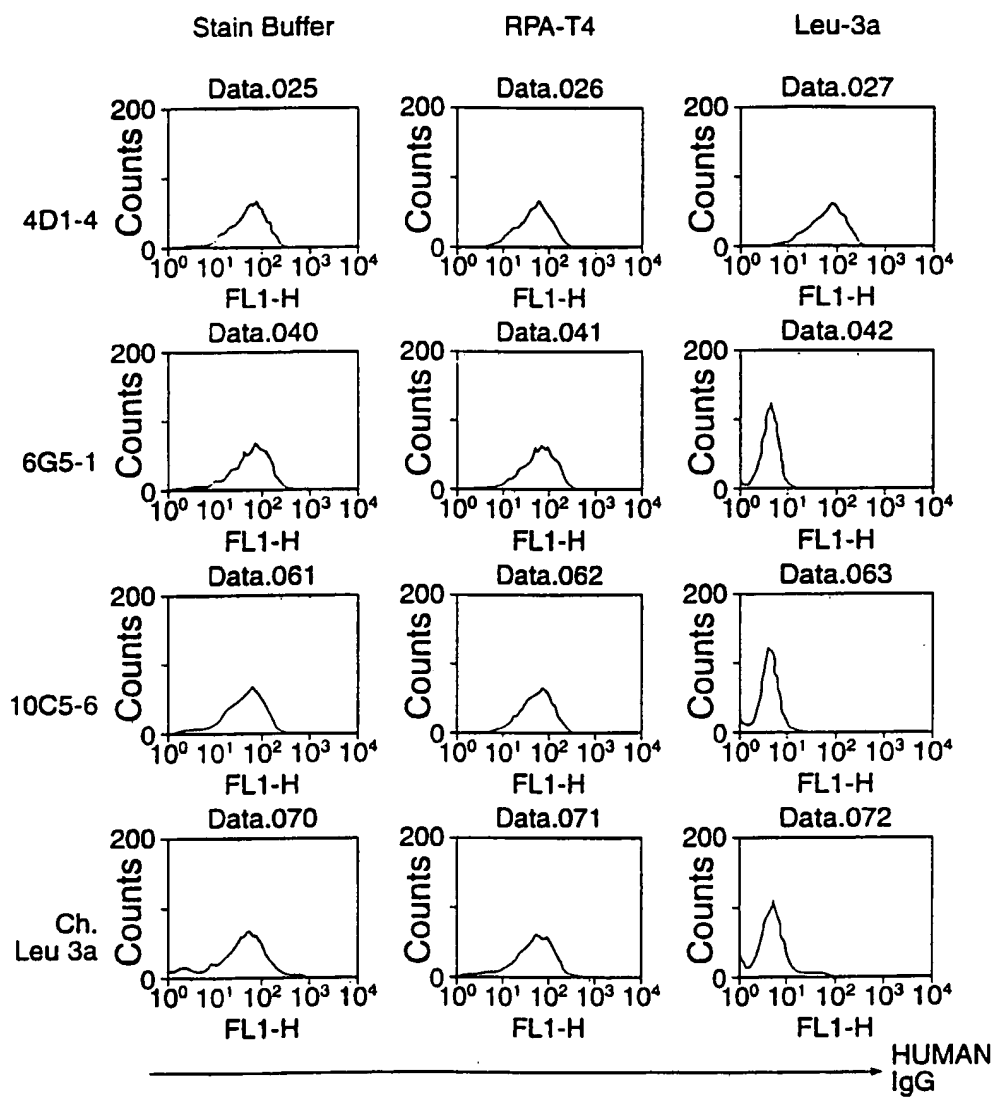 Stain Buffer RPA-T4 Leu-3a
Data.025 Data.026 Data.027
200 200 200
Counts Counts Counts
4D1-4
0 0 0
10⁰ 10¹ 10² 10³ 10⁴ 10⁰ 10¹ 10² 10³ 10⁴ 10⁰ 10¹ 10² 10³ 10⁴
FL1-H FL1-H FL1-H
Data.040 Data.041 Data.042
200 200 200
Counts Counts Counts
6G5-1
0 0 0
10⁰ 10¹ 10² 10³ 10⁴ 10⁰ 10¹ 10² 10³ 10⁴ 10⁰ 10¹ 10² 10³ 10⁴
FL1-H FL1-H FL1-H
Data.061 Data.062 Data.063
200 200 200
Counts Counts Counts
10C5-6
0 0 0
10⁰ 10¹ 10² 10³ 10⁴ 10⁰ 10¹ 10² 10³ 10⁴ 10⁰ 10¹ 10² 10³ 10⁴
FL1-H FL1-H FL1-H
Data.070 Data.071 Data.072
200 200 200
Counts Counts Counts
Ch.
Leu 3a
0 0 0
10⁰ 10¹ 10² 10³ 10⁴ 10⁰ 10¹ 10² 10³ 10⁴ 10⁰ 10¹ 10² 10³ 10⁴
FL1-H FL1-H FL1-H
HUMAN
IgG